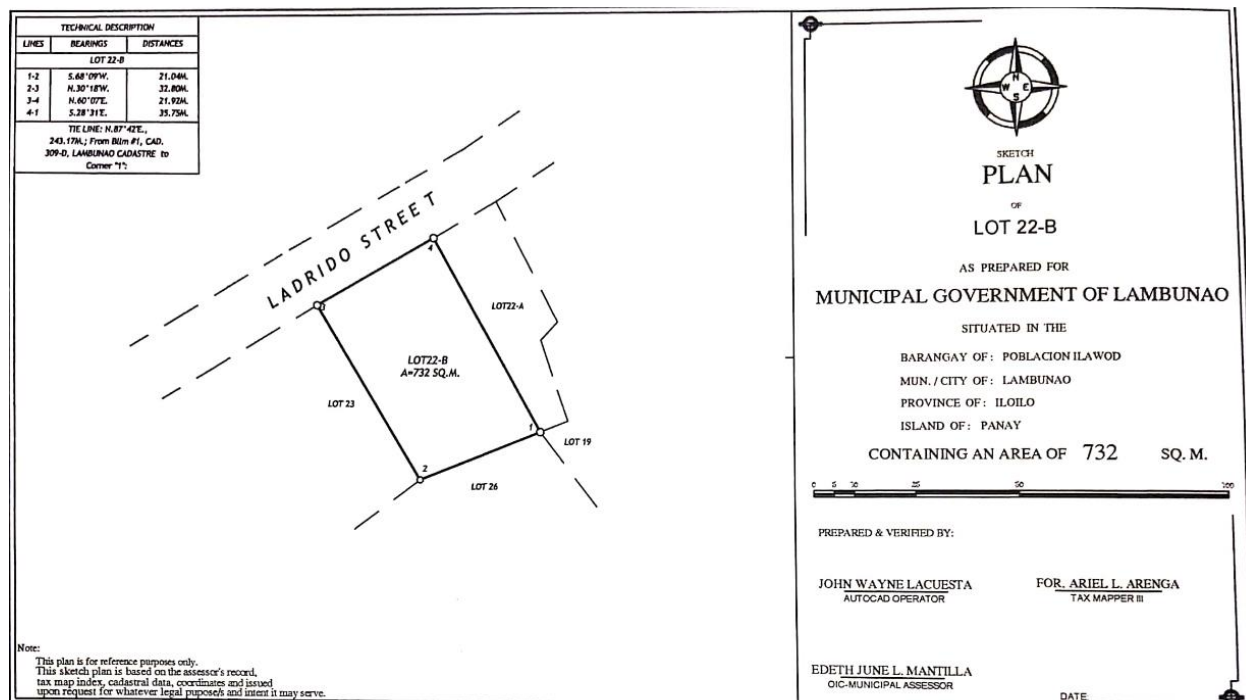 TECHNICAL DESCRIPTION
LINES BEARINGS DISTANCES
LOT 22-B
1-2 S.68°09'W. 21.04M.
2-3 N.30°18'W. 32.80M.
3-4 N.60°07'E. 21.92M.
4-1 S.28°31'E. 35.75M.
TIE LINE: N.87°42'E.,
243.17M.; From Bllm #1, CAD.
309-D, LAMBUNAO CADASTRE to
Corner "1":
LADRIDO STREET
4
3
LOT22-A
LOT22-B
A=732 SQ.M.
LOT 23
1
LOT 19
2
LOT 26
Note:
This plan is for reference purposes only.
This sketch plan is based on the assessor's record,
tax map index, cadastral data, coordinates and issued
upon request for whatever legal purpose/s and intent it may serve.
N
W E
S
SKETCH
PLAN
OF
LOT 22-B
AS PREPARED FOR
MUNICIPAL GOVERNMENT OF LAMBUNAO
SITUATED IN THE
BARANGAY OF: POBLACION ILAWOD
MUN. / CITY OF: LAMBUNAO
PROVINCE OF: ILOILO
ISLAND OF: PANAY
CONTAINING AN AREA OF 732 SQ. M.
0 5 10 25 50 100
PREPARED & VERIFIED BY:
JOHN WAYNE LACUESTA FOR. ARIEL L. ARENGA
AUTOCAD OPERATOR TAX MAPPER III
EDETH JUNE L. MANTILLA
OIC-MUNICIPAL ASSESSOR
DATE: